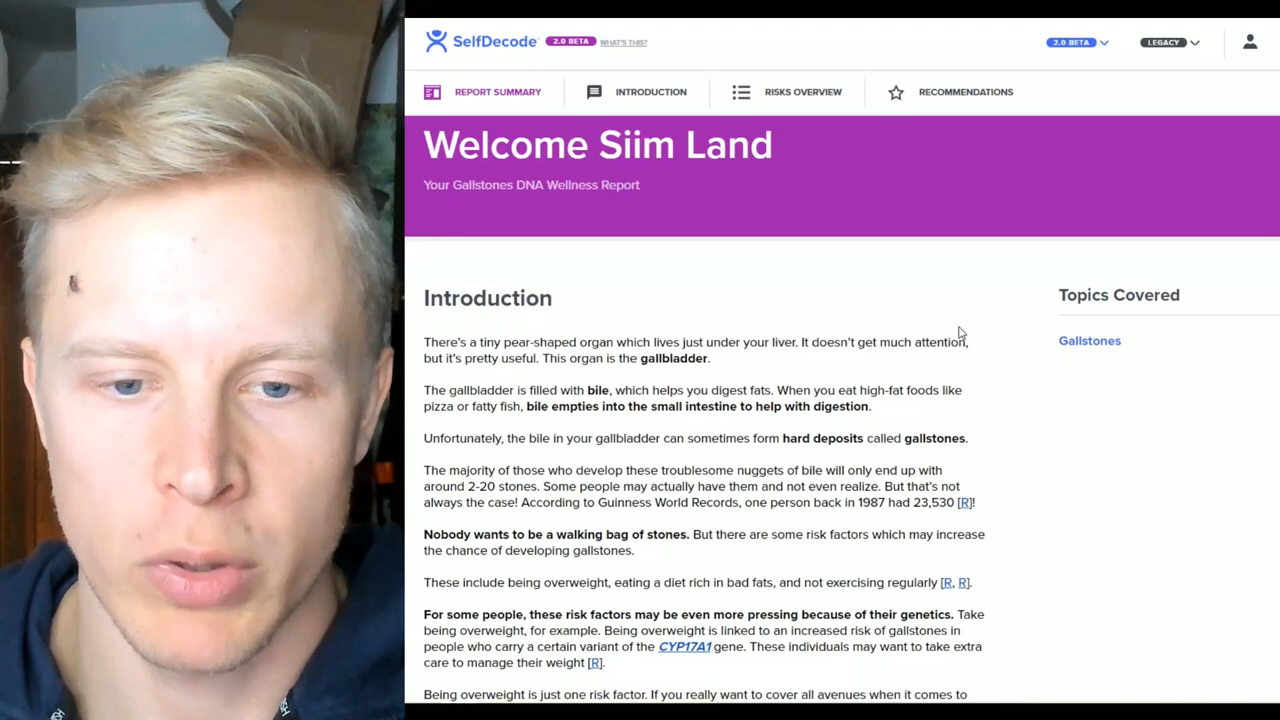 SelfDecode 2.0 BETA WHAT'S THIS?
2.0 BETA LEGACY
REPORT SUMMARY INTRODUCTION RISKS OVERVIEW RECOMMENDATIONS
Welcome Siim Land
Your Gallstones DNA Wellness Report
Introduction
There's a tiny pear-shaped organ which lives just under your liver. It doesn't get much attention,
but it's pretty useful. This organ is the gallbladder.
The gallbladder is filled with bile, which helps you digest fats. When you eat high-fat foods like
pizza or fatty fish, bile empties into the small intestine to help with digestion.
Unfortunately, the bile in your gallbladder can sometimes form hard deposits called gallstones.
The majority of those who develop these troublesome nuggets of bile will only end up with
around 2-20 stones. Some people may actually have them and not even realize. But that's not
always the case! According to Guinness World Records, one person back in 1987 had 23,530 [R]!
Nobody wants to be a walking bag of stones. But there are some risk factors which may increase
the chance of developing gallstones.
These include being overweight, eating a diet rich in bad fats, and not exercising regularly [R, R].
For some people, these risk factors may be even more pressing because of their genetics. Take
being overweight, for example. Being overweight is linked to an increased risk of gallstones in
people who carry a certain variant of the CYP17A1 gene. These individuals may want to take extra
care to manage their weight [R].
Being overweight is just one risk factor. If you really want to cover all avenues when it comes to
Topics Covered
Gallstones